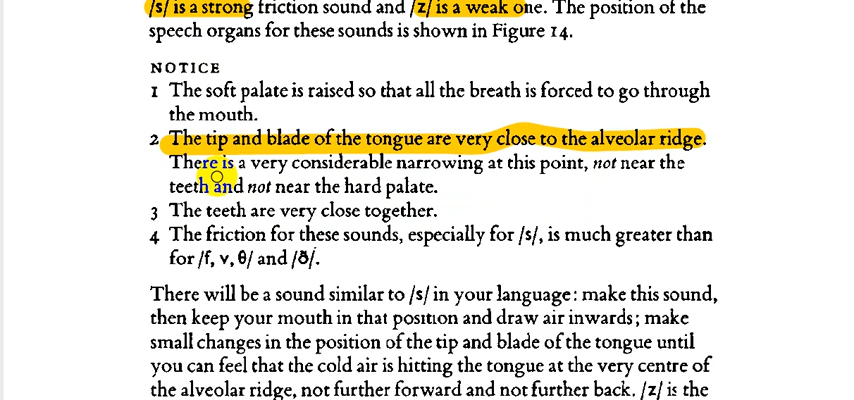 /s/ is a strong friction sound and /z/ is a weak one. The position of the
speech organs for these sounds is shown in Figure 14.
NOTICE
1 The soft palate is raised so that all the breath is forced to go through
the mouth.
2 The tip and blade of the tongue are very close to the alveolar ridge.
There is a very considerable narrowing at this point, not near the
teeth and not near the hard palate.
3 The teeth are very close together.
4 The friction for these sounds, especially for /s/, is much greater than
for /f, v, θ/ and /ð/.
There will be a sound similar to /s/ in your language: make this sound,
then keep your mouth in that position and draw air inwards; make
small changes in the position of the tip and blade of the tongue until
you can feel that the cold air is hitting the tongue at the very centre of
the alveolar ridge, not further forward and not further back. /z/ is the